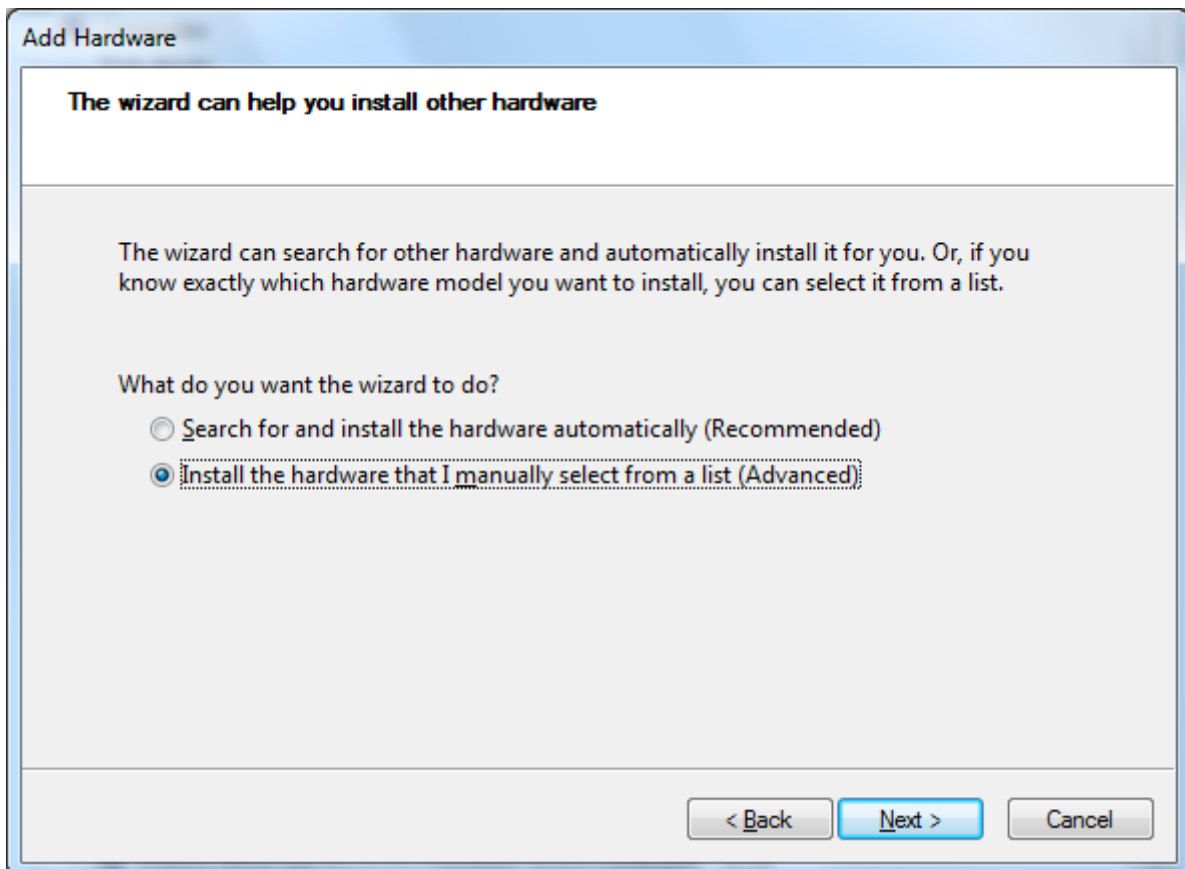 Add Hardware
The wizard can help you install other hardware
The wizard can search for other hardware and automatically install it for you. Or, if you
know exactly which hardware model you want to install, you can select it from a list.
What do you want the wizard to do?
Search for and install the hardware automatically (Recommended)
Install the hardware that I manually select from a list (Advanced)
< Back Next > Cancel